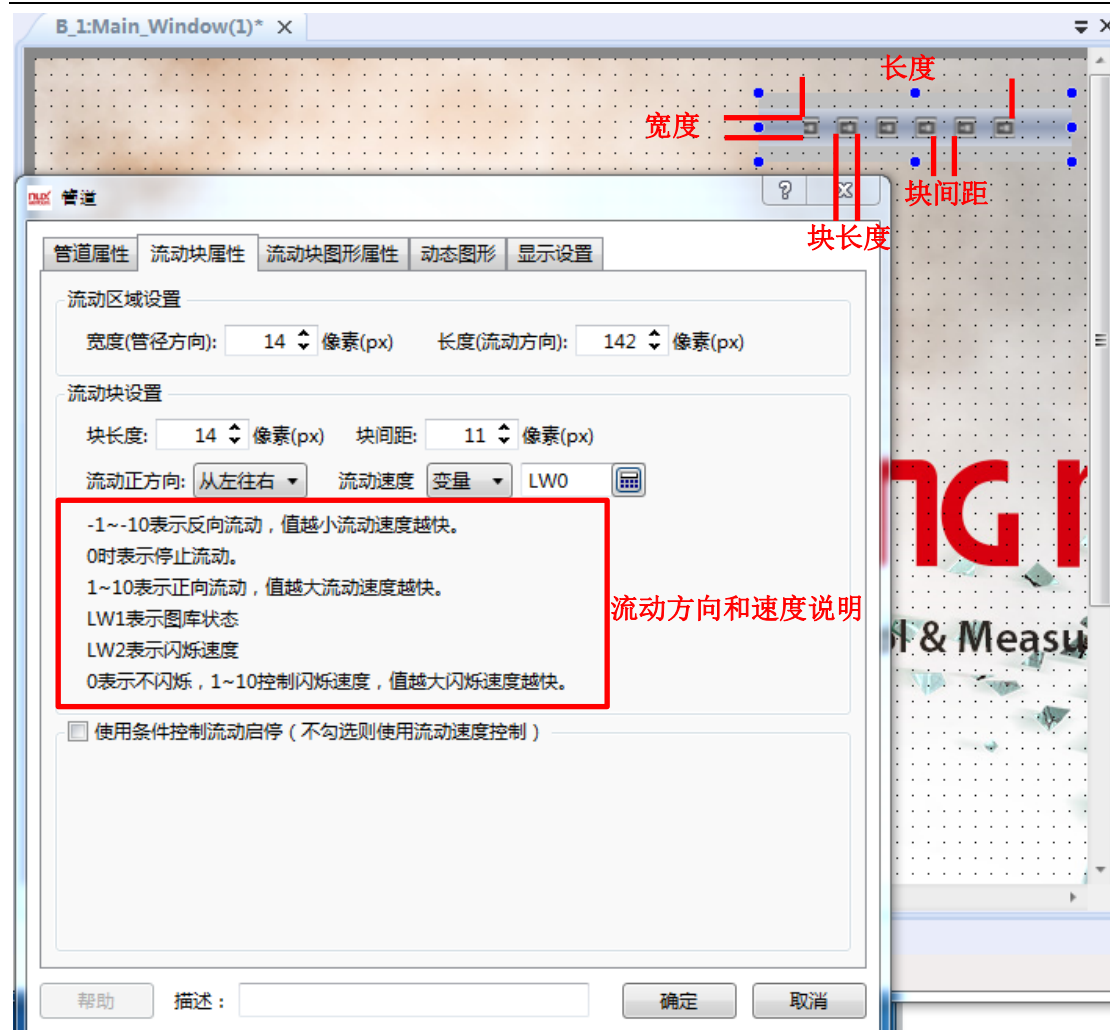 B_1:Main_Window(1)*
长度
宽度
块间距
块长度
管道
管道属性 流动块属性 流动块图形属性 动态图形 显示设置
流动区域设置
宽度(管径方向): 14 像素(px) 长度(流动方向): 142 像素(px)
流动块设置
块长度: 14 像素(px) 块间距: 11 像素(px)
流动正方向: 从左往右 流动速度 变量 LW0
-1~-10表示反向流动，值越小流动速度越快。
0时表示停止流动。
1~10表示正向流动，值越大流动速度越快。
LW1表示图库状态
LW2表示闪烁速度
0表示不闪烁，1~10控制闪烁速度，值越大闪烁速度越快。
流动方向和速度说明
& Measu
使用条件控制流动启停（不勾选则使用流动速度控制）
帮助 描述： 确定 取消